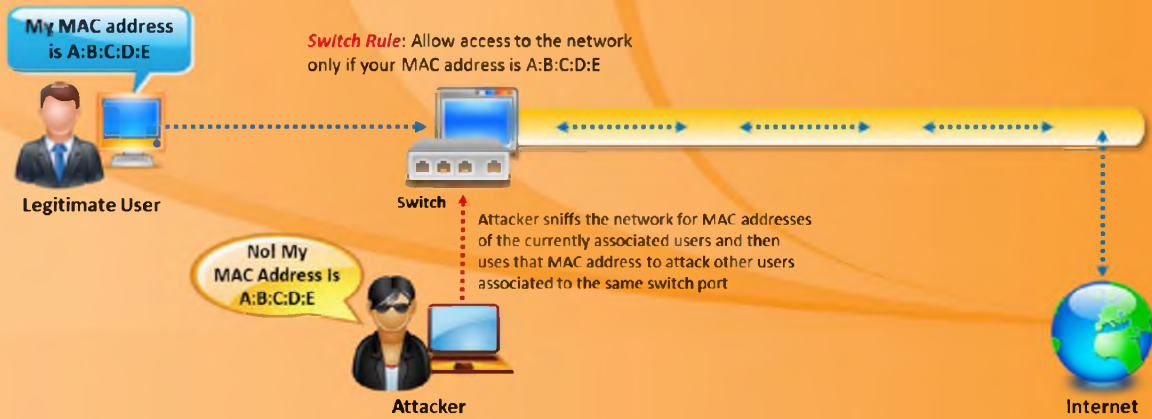 My MAC address
is A:B:C:D:E
Switch Rule: Allow access to the network
only if your MAC address is A:B:C:D:E
Legitimate User
Switch
Attacker sniffs the network for MAC addresses
of the currently associated users and then
uses that MAC address to attack other users
associated to the same switch port
No! My
MAC Address Is
A:B:C:D:E
Attacker
Internet